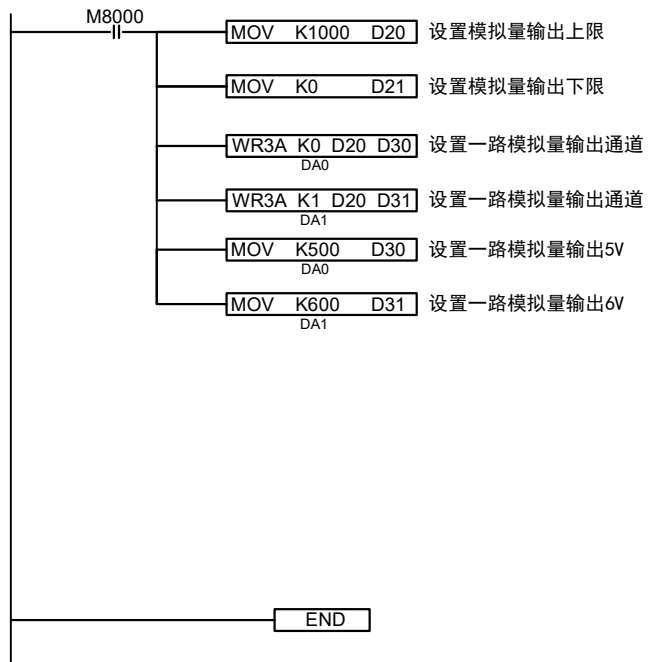 M8000
MOV K1000 D20 设置模拟量输出上限
MOV K0 D21 设置模拟量输出下限
WR3A K0 D20 D30 设置一路模拟量输出通道
DA0
WR3A K1 D20 D31 设置一路模拟量输出通道
DA1
MOV K500 D30 设置一路模拟量输出5V
DA0
MOV K600 D31 设置一路模拟量输出6V
DA1
END